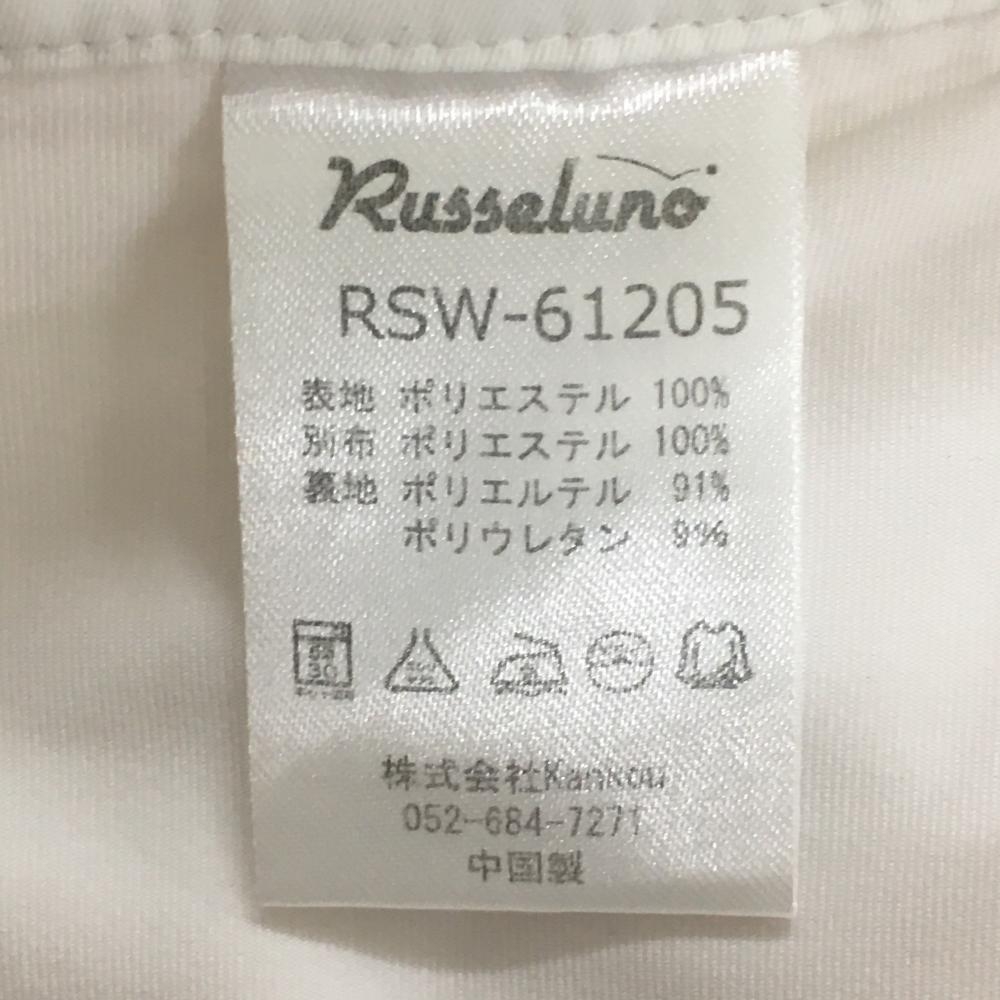 Russeluno
RSW-61205
表地 ポリエステル 100%
別布 ポリエステル 100%
裏地 ポリエルテル 91%
ポリウレタン 9%
30
株式会社Kankou
052-684-7271
中国製